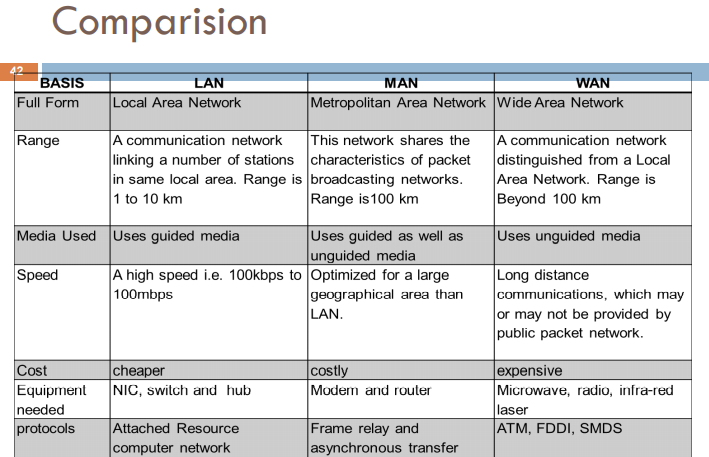 Comparision
42
BASIS LAN MAN WAN
Full Form Local Area Network Metropolitan Area Network Wide Area Network
Range A communication network This network shares the A communication network
linking a number of stations characteristics of packet distinguished from a Local
in same local area. Range is broadcasting networks. Area Network. Range is
1 to 10 km Range is100 km Beyond 100 km
Media Used Uses guided media Uses guided as well as Uses unguided media
unguided media
Speed A high speed i.e. 100kbps to Optimized for a large Long distance
100mbps geographical area than communications, which may
LAN. or may not be provided by
public packet network.
Cost cheaper costly expensive
Equipment NIC, switch and hub Modem and router Microwave, radio, infra-red
needed laser
protocols Attached Resource Frame relay and ATM, FDDI, SMDS
computer network asynchronous transfer